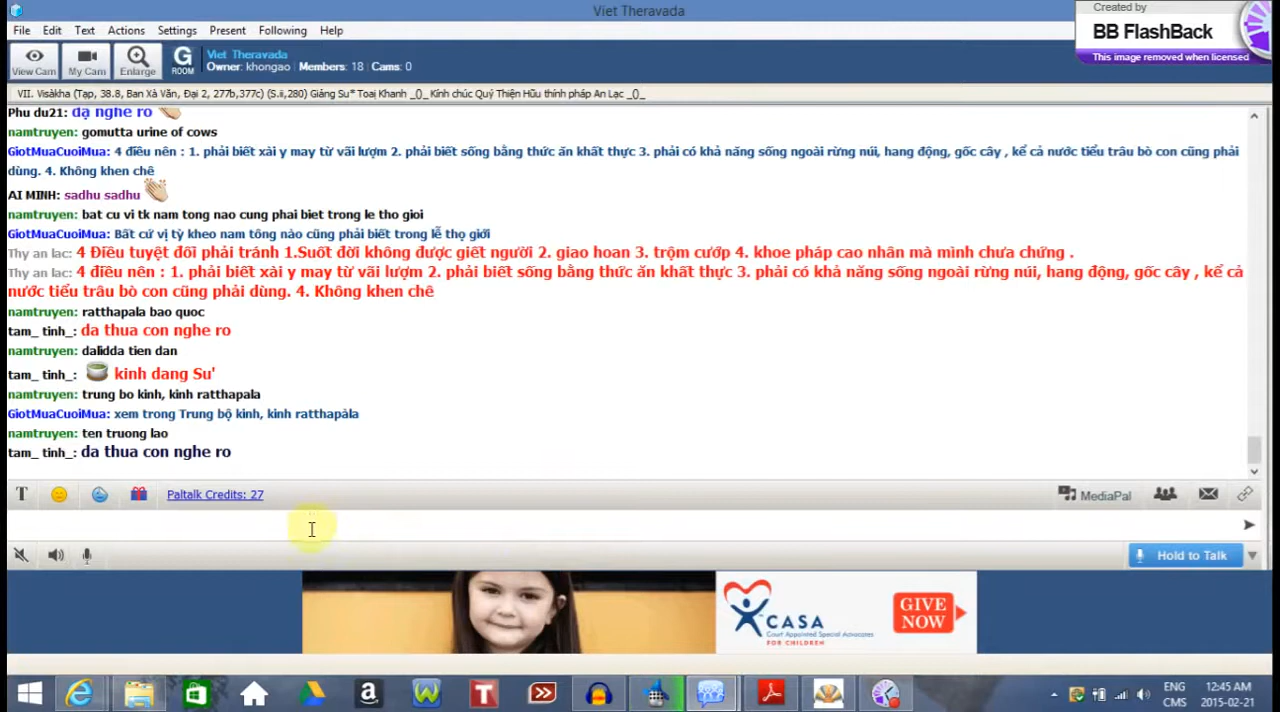 Viet Theravada
Created by
BB FlashBack
This image removed when licensed
File Edit Text Actions Settings Present Following Help
View Cam My Cam Enlarge G ROOM
Viet Theravada
Owner: khongao Members: 18 Cams: 0
VII. Visàkha (Tạp, 38.8, Ban Xà Văn, Đại 2, 277b,377c) (S.ii,280) Giảng Su* Toại Khanh _()_ Kính chúc Quý Thiện Hữu thính pháp An Lạc _()_
Phu du21: dạ nghe ro
namtruyen: gomutta urine of cows
GiotMuaCuoiMua: 4 điều nên : 1. phải biết xài y may từ vãi lượm 2. phải biết sống bằng thức ăn khất thực 3. phải có khả năng sống ngoài rừng núi, hang động, gốc cây , kể cả nước tiểu trâu bò con cũng phải
dùng. 4. Không khen chê
AI MINH: sadhu sadhu
namtruyen: bat cu vi tk nam tong nao cung phai biet trong le tho gioi
GiotMuaCuoiMua: Bất cứ vị tỳ kheo nam tông nào cũng phải biết trong lễ thọ giới
Thy an lac: 4 Điều tuyệt đối phải tránh 1.Suốt đời không được giết người 2. giao hoan 3. trộm cướp 4. khoe pháp cao nhân mà mình chưa chứng .
Thy an lac: 4 điều nên : 1. phải biết xài y may từ vãi lượm 2. phải biết sống bằng thức ăn khất thực 3. phải có khả năng sống ngoài rừng núi, hang động, gốc cây , kể cả
nước tiểu trâu bò con cũng phải dùng. 4. Không khen chê
namtruyen: ratthapala bao quoc
tam_ tinh_: da thua con nghe ro
namtruyen: dalidda tien dan
tam_ tinh_: kinh dang Su'
namtruyen: trung bo kinh, kinh ratthapala
GiotMuaCuoiMua: xem trong Trung bộ kinh, kinh ratthapàla
namtruyen: ten truong lao
tam_ tinh_: da thua con nghe ro
T Paltalk Credits: 27 MediaPal
Hold to Talk
CASA
Court Appointed Special Advocates
FOR CHILDREN
GIVE
NOW
ENG 12:45 AM
CMS 2015-02-21